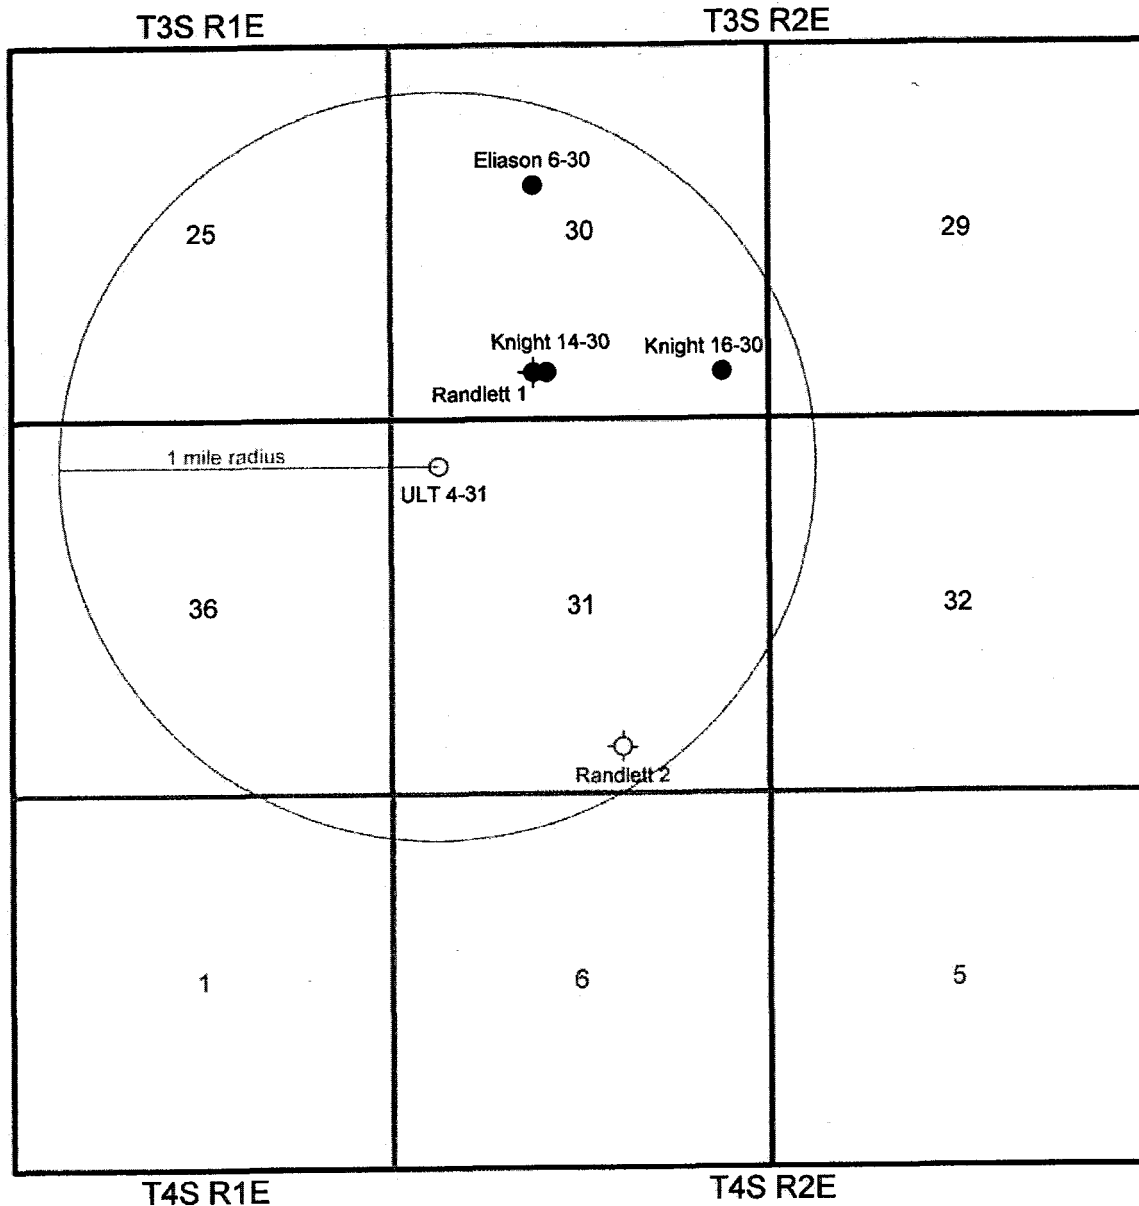 T3S R1E
T3S R2E
Eliason 6-30
25
30
29
Knight 14-30
Knight 16-30
Randlett 1
1 mile radius
ULT 4-31
36
31
32
Randlett 2
1
6
5
T4S R1E
T4S R2E